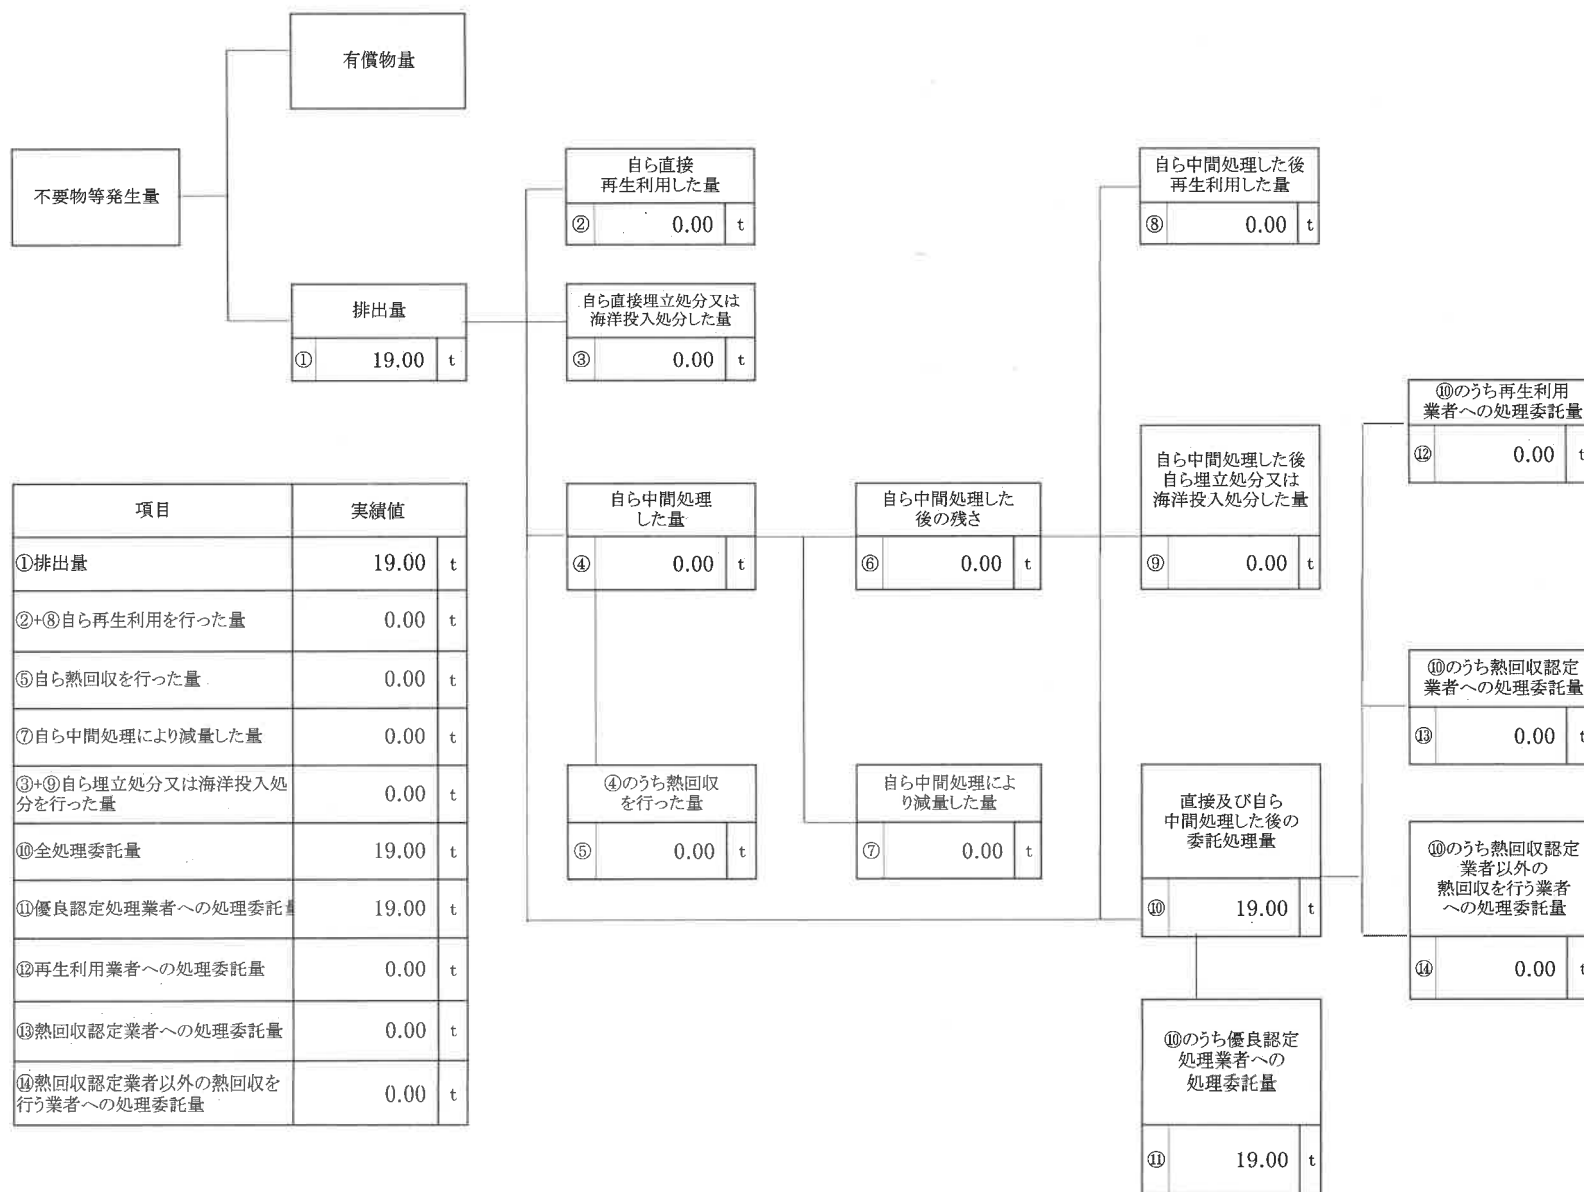 有償物量
不要物等発生量
排出量
① 19.00 t
自ら直接
再生利用した量
② 0.00 t
自ら直接埋立処分又は
海洋投入処分した量
③ 0.00 t
自ら中間処理
した量
④ 0.00 t
④のうち熱回収
を行った量
⑤ 0.00 t
自ら中間処理した
後の残さ
⑥ 0.00 t
自ら中間処理によ
り減量した量
⑦ 0.00 t
自ら中間処理した後
再生利用した量
⑧ 0.00 t
自ら中間処理した後
自ら埋立処分又は
海洋投入処分した量
⑨ 0.00 t
直接及び自ら
中間処理した後の
委託処理量
⑩ 19.00 t
⑩のうち優良認定
処理業者への
処理委託量
⑪ 19.00 t
⑩のうち再生利用
業者への処理委託量
⑫ 0.00 t
⑩のうち熱回収認定
業者への処理委託量
⑬ 0.00 t
⑩のうち熱回収認定
業者以外の
熱回収を行う業者
への処理委託量
⑭ 0.00 t
項目 実績値
①排出量 19.00 t
②+⑧自ら再生利用を行った量 0.00 t
⑤自ら熱回収を行った量 0.00 t
⑦自ら中間処理により減量した量 0.00 t
③+⑨自ら埋立処分又は海洋投入処
分を行った量 0.00 t
⑩全処理委託量 19.00 t
⑪優良認定処理業者への処理委託量 19.00 t
⑫再生利用業者への処理委託量 0.00 t
⑬熱回収認定業者への処理委託量 0.00 t
⑭熱回収認定業者以外の熱回収を
行う業者への処理委託量 0.00 t